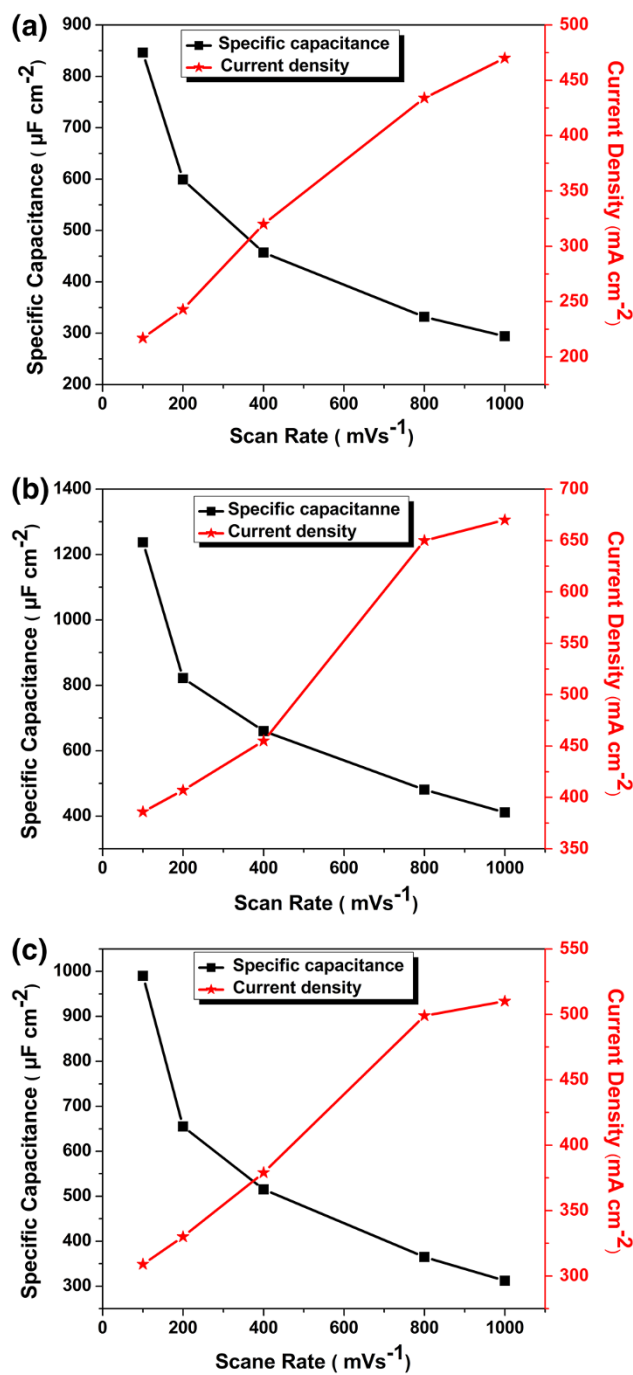 (a)
Specific capacitance
Current density
900
800
700
600
500
400
300
200
Specific Capacitance ( µF cm-2)
500
450
400
350
300
250
200
Current Density (mA cm-2)
0 200 400 600 800 1000
Scan Rate ( mVs-1)
(b)
Specific capacitanne
Current density
1400
1200
1000
800
600
400
Specific Capacitance ( µF cm-2)
700
650
600
550
500
450
400
350
Current Density (mA cm-2)
0 200 400 600 800 1000
Scan Rate ( mVs-1)
(c)
Specific capacitance
Current density
1000
900
800
700
600
500
400
300
Specific Capacitance ( µF cm-2)
550
500
450
400
350
300
Current Density (mA cm-2)
0 200 400 600 800 1000
Scane Rate ( mVs-1)